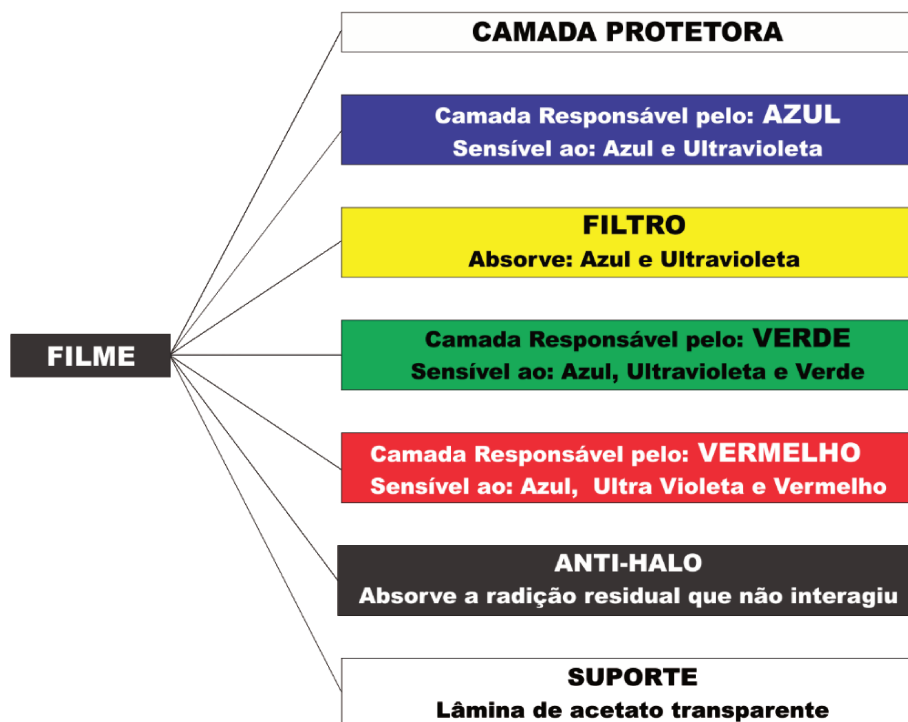 CAMADA PROTETORA
Camada Responsável pelo: AZUL
Sensível ao: Azul e Ultravioleta
FILTRO
Absorve: Azul e Ultravioleta
FILME
Camada Responsável pelo: VERDE
Sensível ao: Azul, Ultravioleta e Verde
Camada Responsável pelo: VERMELHO
Sensível ao: Azul, Ultra Violeta e Vermelho
ANTI-HALO
Absorve a radição residual que não interagiu
SUPORTE
Lâmina de acetato transparente